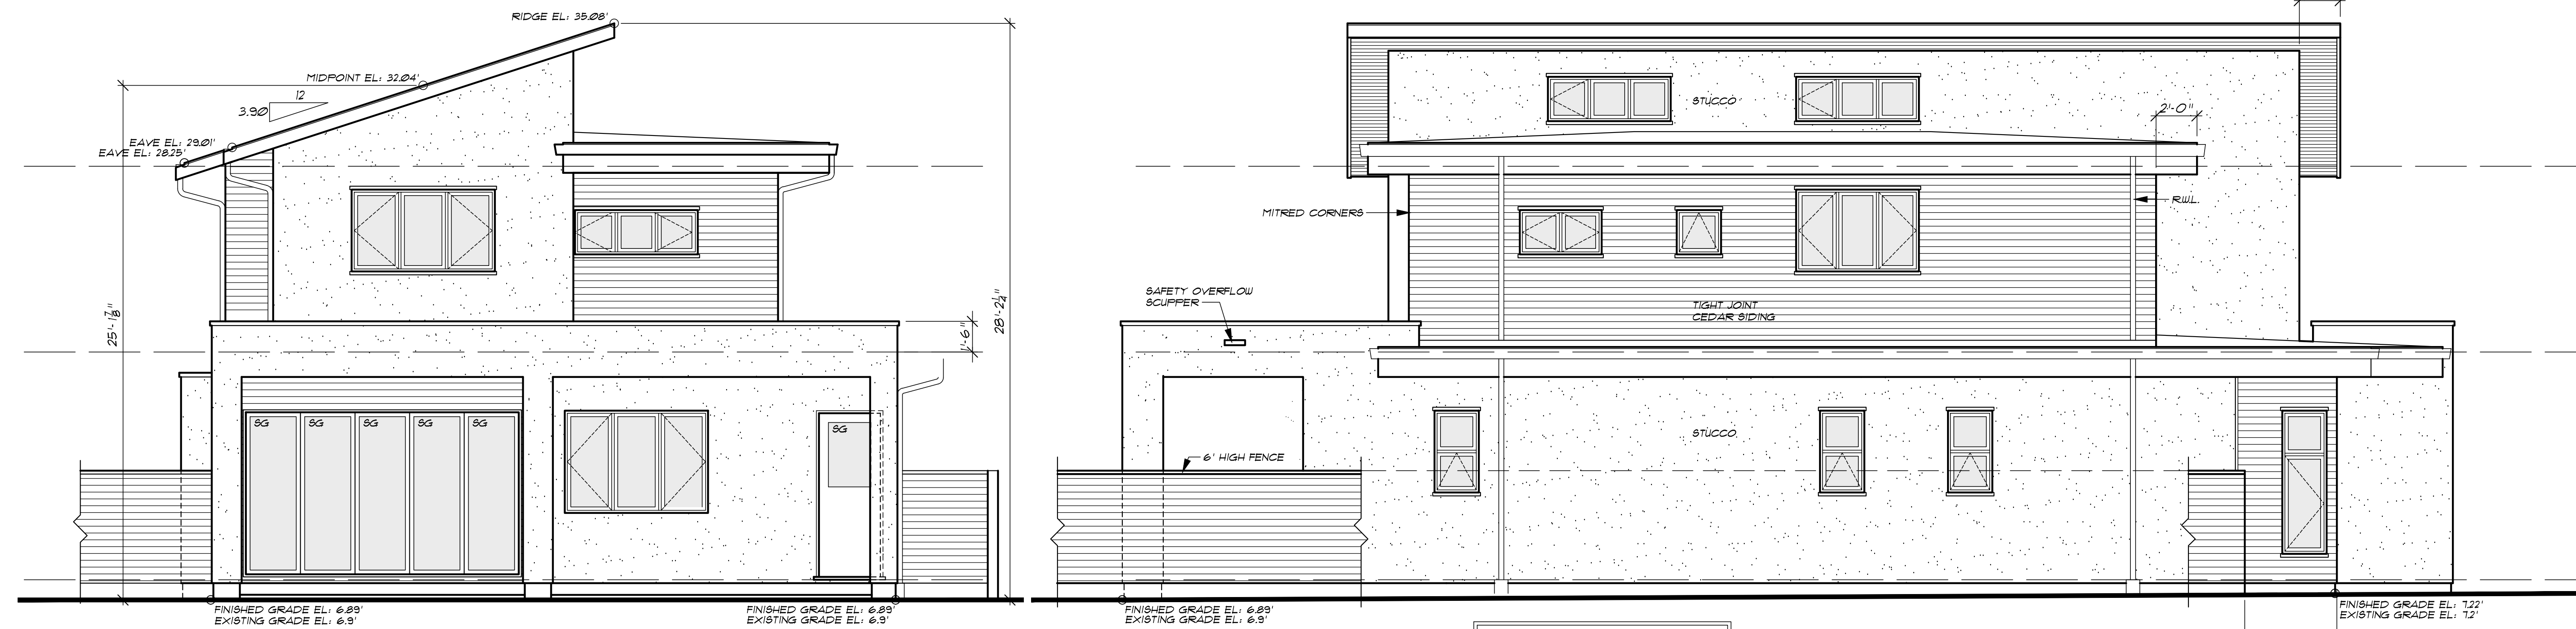 RIDGE EL: 35.08'
MIDPOINT EL: 32.04'
12
3.90
EAVE EL: 29.01'
EAVE EL: 28.25'
25'-1 7/8"
28'-2 1/4"
1'-6"
SG SG SG SG SG
SG
FINISHED GRADE EL: 6.89'
EXISTING GRADE EL: 6.9'
FINISHED GRADE EL: 6.89'
EXISTING GRADE EL: 6.9'
STUCCO
2'-0"
MITRED CORNERS
R.W.L.
SAFETY OVERFLOW
SCUPPER
TIGHT JOINT
CEDAR SIDING
STUCCO
6' HIGH FENCE
FINISHED GRADE EL: 6.89'
EXISTING GRADE EL: 6.9'
FINISHED GRADE EL: 7.22'
EXISTING GRADE EL: 7.2'